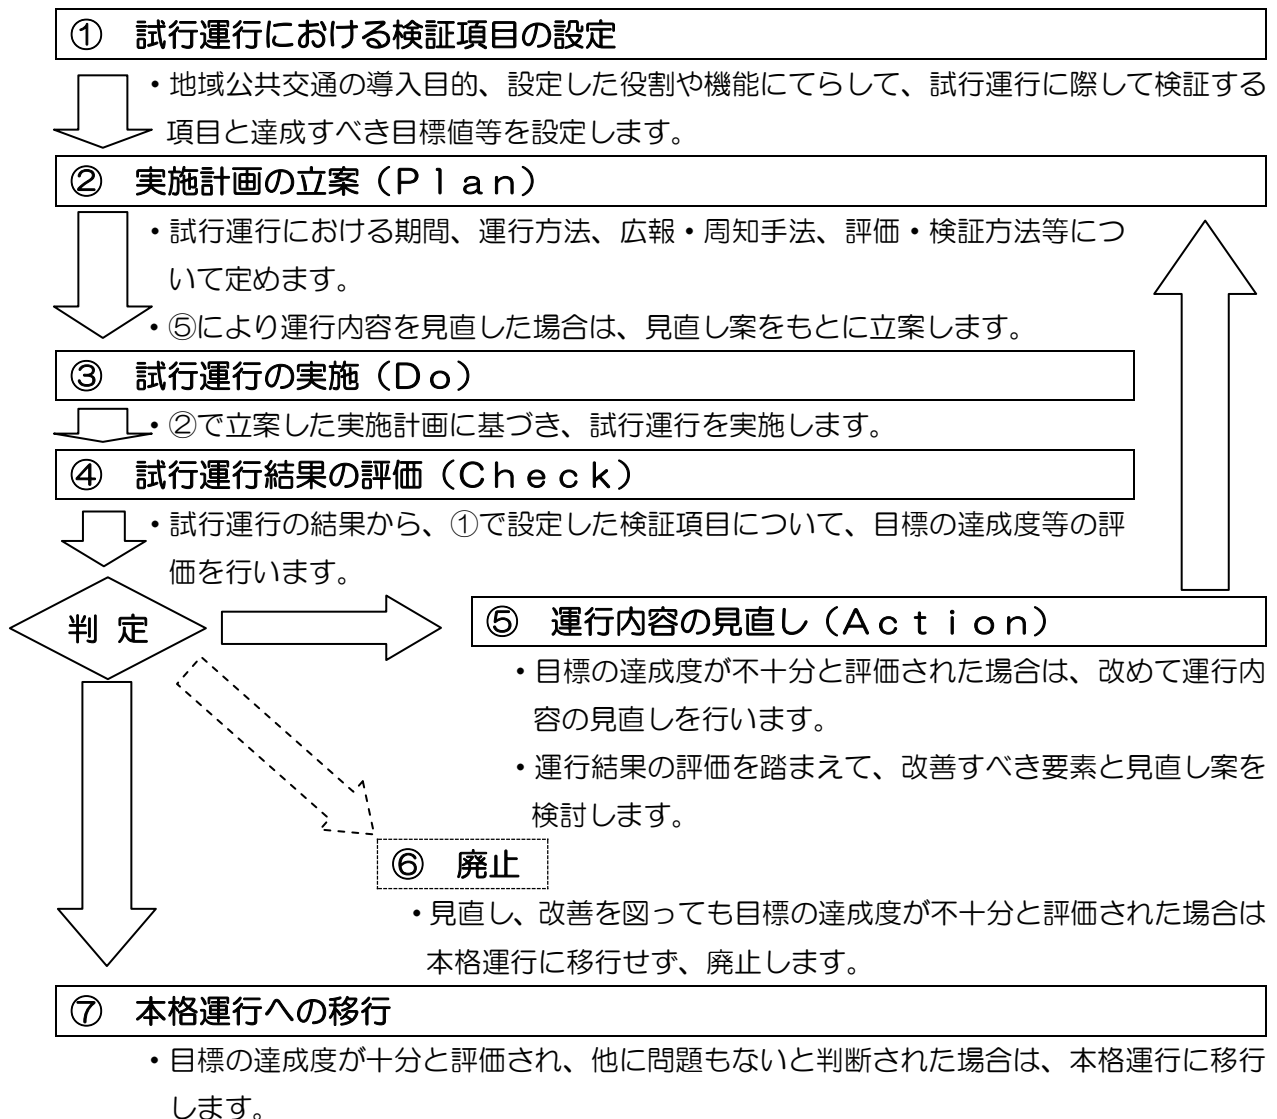 ① 試行運行における検証項目の設定
・地域公共交通の導入目的、設定した役割や機能にてらして、試行運行に際して検証する
項目と達成すべき目標値等を設定します。
② 実施計画の立案（Ｐｌａｎ）
・試行運行における期間、運行方法、広報・周知手法、評価・検証方法等につ
いて定めます。
・⑤により運行内容を見直した場合は、見直し案をもとに立案します。
③ 試行運行の実施（Ｄｏ）
・②で立案した実施計画に基づき、試行運行を実施します。
④ 試行運行結果の評価（Ｃｈｅｃｋ）
・試行運行の結果から、①で設定した検証項目について、目標の達成度等の評
価を行います。
判 定
⑤ 運行内容の見直し（Ａｃｔｉｏｎ）
・目標の達成度が不十分と評価された場合は、改めて運行内
容の見直しを行います。
・運行結果の評価を踏まえて、改善すべき要素と見直し案を
検討します。
⑥ 廃止
・見直し、改善を図っても目標の達成度が不十分と評価された場合は
本格運行に移行せず、廃止します。
⑦ 本格運行への移行
・目標の達成度が十分と評価され、他に問題もないと判断された場合は、本格運行に移行
します。